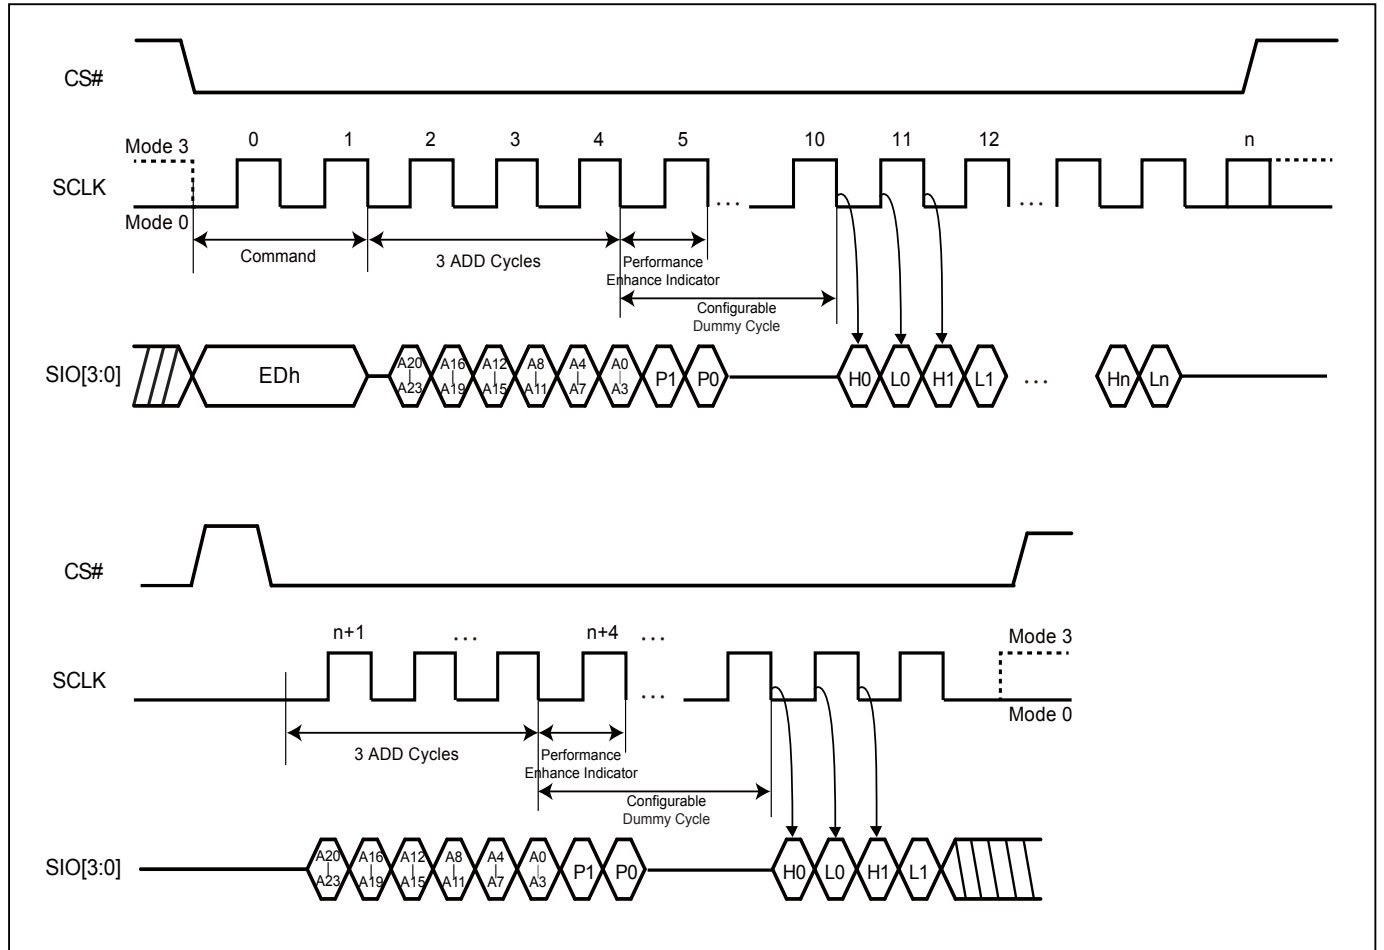 CS#
0 1 2 3 4 5 10 11 12 n
Mode 3
SCLK
... ...
Mode 0
Command
3 ADD Cycles
Performance
Enhance Indicator
Configurable
Dummy Cycle
SIO[3:0]
EDh
A20 A16 A12 A8 A4 A0
A23 A19 A15 A11 A7 A3
P1 P0 H0 L0 H1 L1 ... Hn Ln
CS#
n+1 ... n+4 ...
Mode 3
SCLK
...
Mode 0
3 ADD Cycles
Performance
Enhance Indicator
Configurable
Dummy Cycle
SIO[3:0]
A20 A16 A12 A8 A4 A0
A23 A19 A15 A11 A7 A3
P1 P0 H0 L0 H1 L1